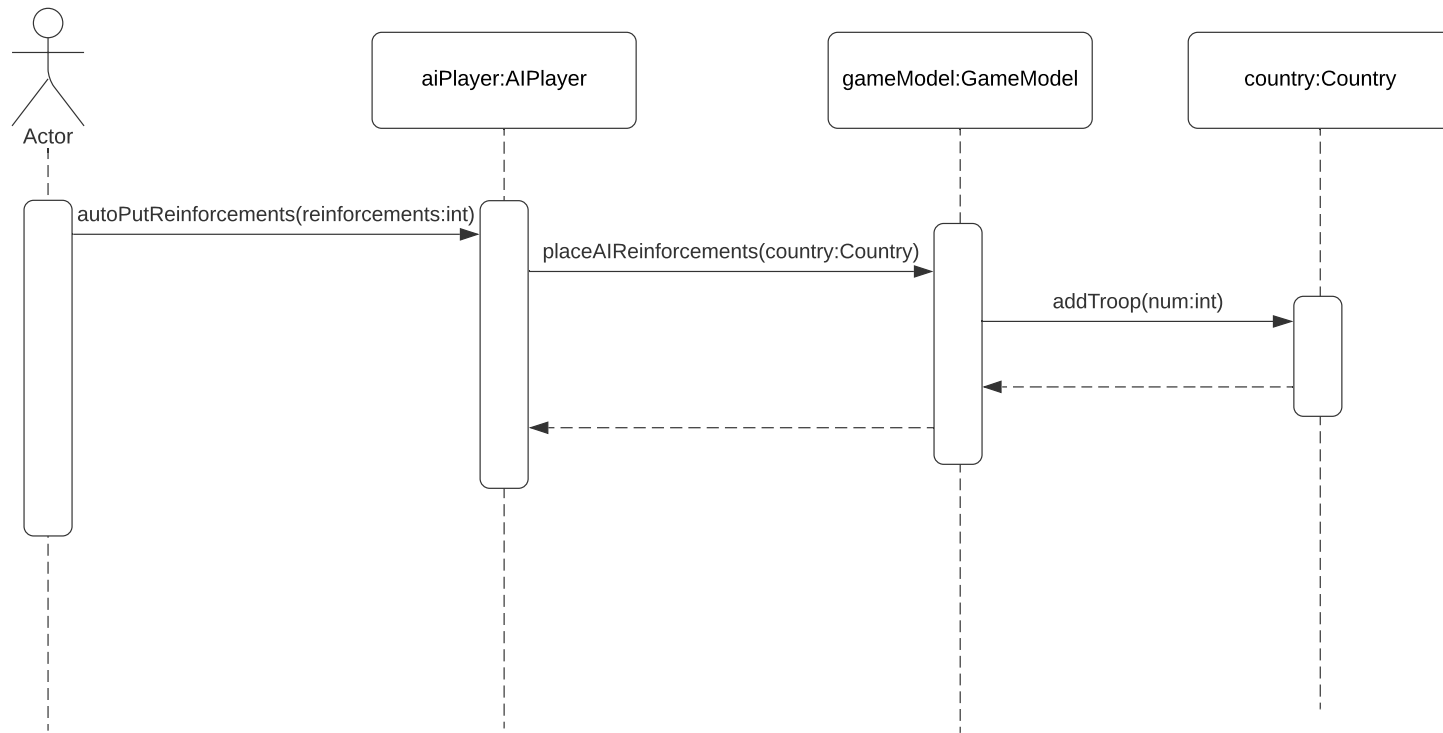 Actor
aiPlayer:AIPlayer
gameModel:GameModel
country:Country
autoPutReinforcements(reinforcements:int)
placeAIReinforcements(country:Country)
addTroop(num:int)